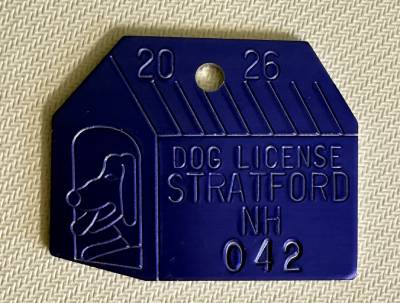 20 26
DOG LICENSE
STRATFORD
NH
042